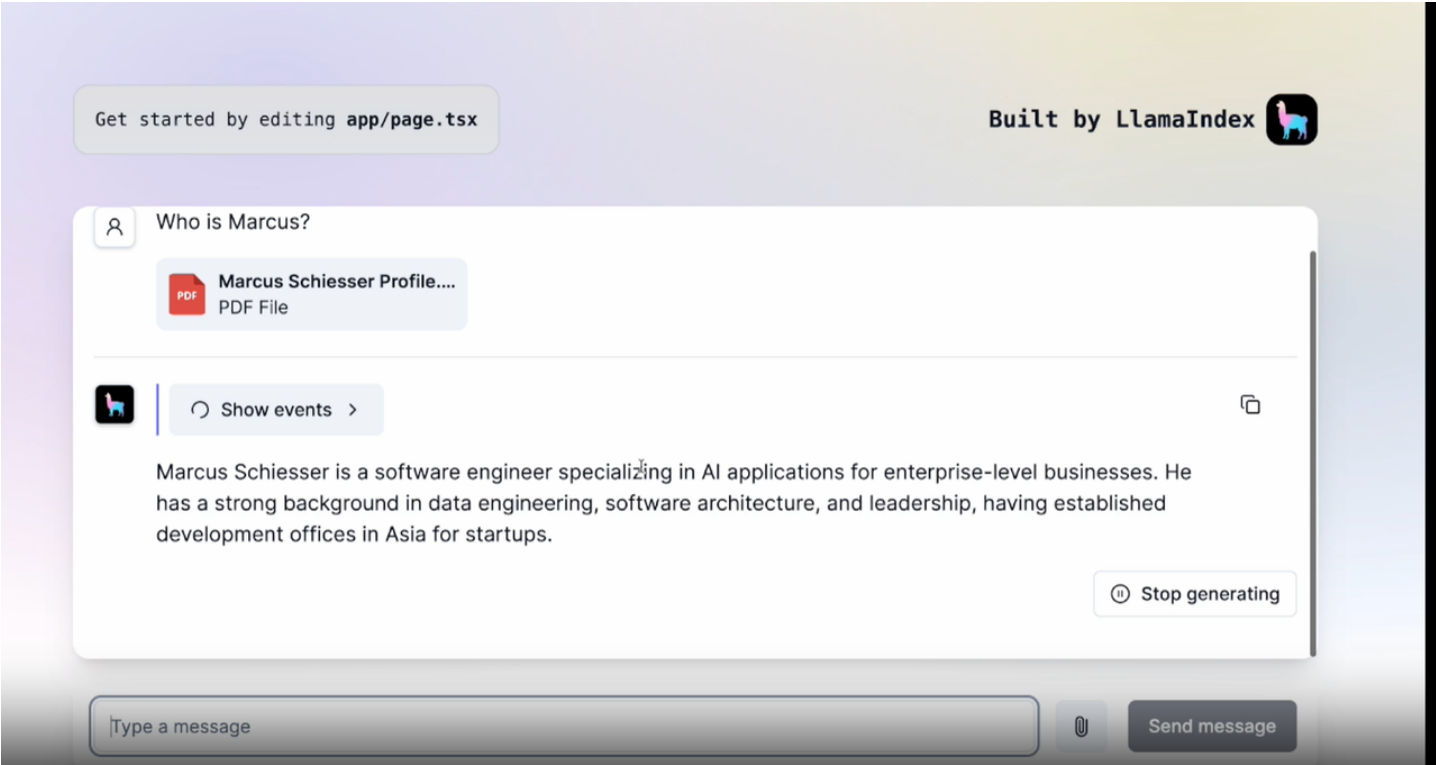 Get started by editing app/page.tsx
Built by LlamaIndex
Who is Marcus?
PDF
Marcus Schiesser Profile....
PDF File
Show events
Marcus Schiesser is a software engineer specializing in AI applications for enterprise-level businesses. He
has a strong background in data engineering, software architecture, and leadership, having established
development offices in Asia for startups.
Stop generating
Type a message
Send message